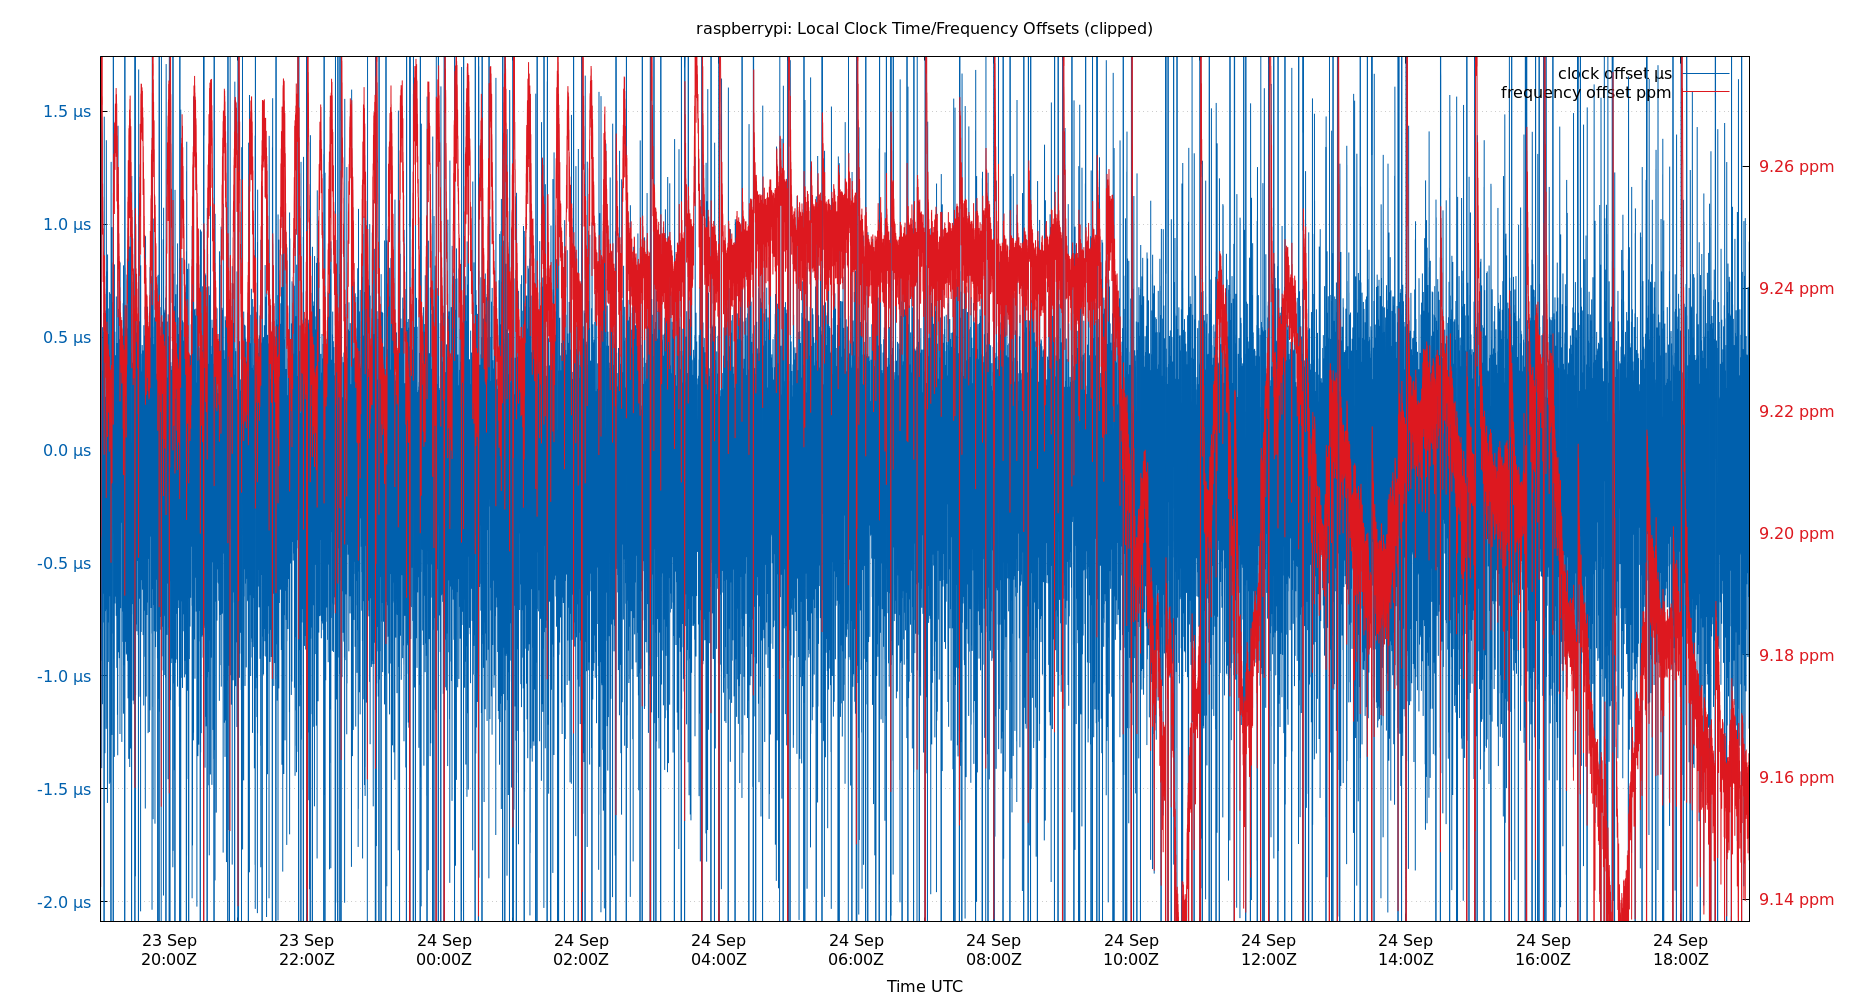 raspberrypi: Local Clock Time/Frequency Offsets (clipped)
clock offset µs
frequency offset ppm
1.5 µs
1.0 µs
0.5 µs
0.0 µs
-0.5 µs
-1.0 µs
-1.5 µs
-2.0 µs
9.26 ppm
9.24 ppm
9.22 ppm
9.20 ppm
9.18 ppm
9.16 ppm
9.14 ppm
23 Sep
20:00Z
23 Sep
22:00Z
24 Sep
00:00Z
24 Sep
02:00Z
24 Sep
04:00Z
24 Sep
06:00Z
24 Sep
08:00Z
24 Sep
10:00Z
24 Sep
12:00Z
24 Sep
14:00Z
24 Sep
16:00Z
24 Sep
18:00Z
Time UTC